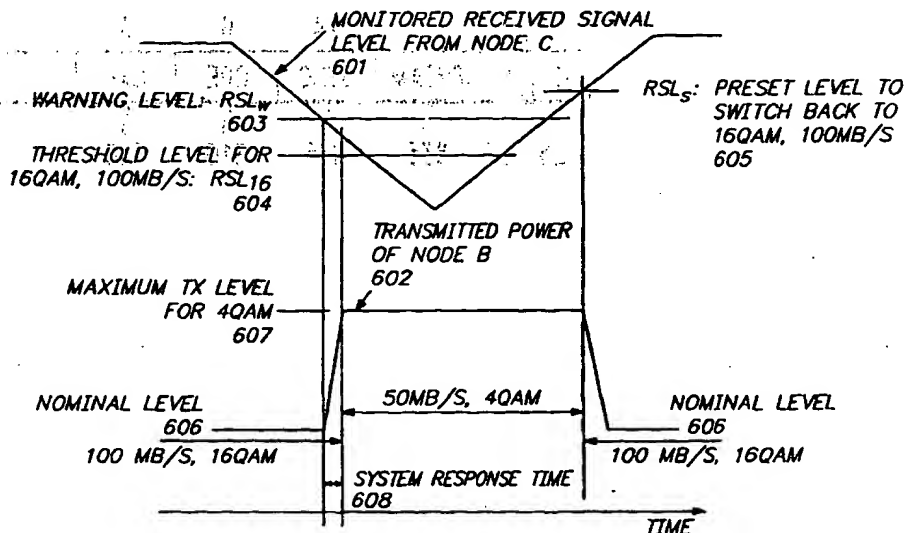 MONITORED RECEIVED SIGNAL
LEVEL FROM NODE C
601
WARNING LEVEL: RSLw
603
RSLS: PRESET LEVEL TO
SWITCH BACK TO
16QAM, 100MB/S
605
THRESHOLD LEVEL FOR
16QAM, 100MB/S: RSL16
604
TRANSMITTED POWER
OF NODE B
602
MAXIMUM TX LEVEL
FOR 4QAM
607
50MB/S, 4QAM
NOMINAL LEVEL
606
100 MB/S, 16QAM
NOMINAL LEVEL
606
100 MB/S, 16QAM
SYSTEM RESPONSE TIME
608
TIME